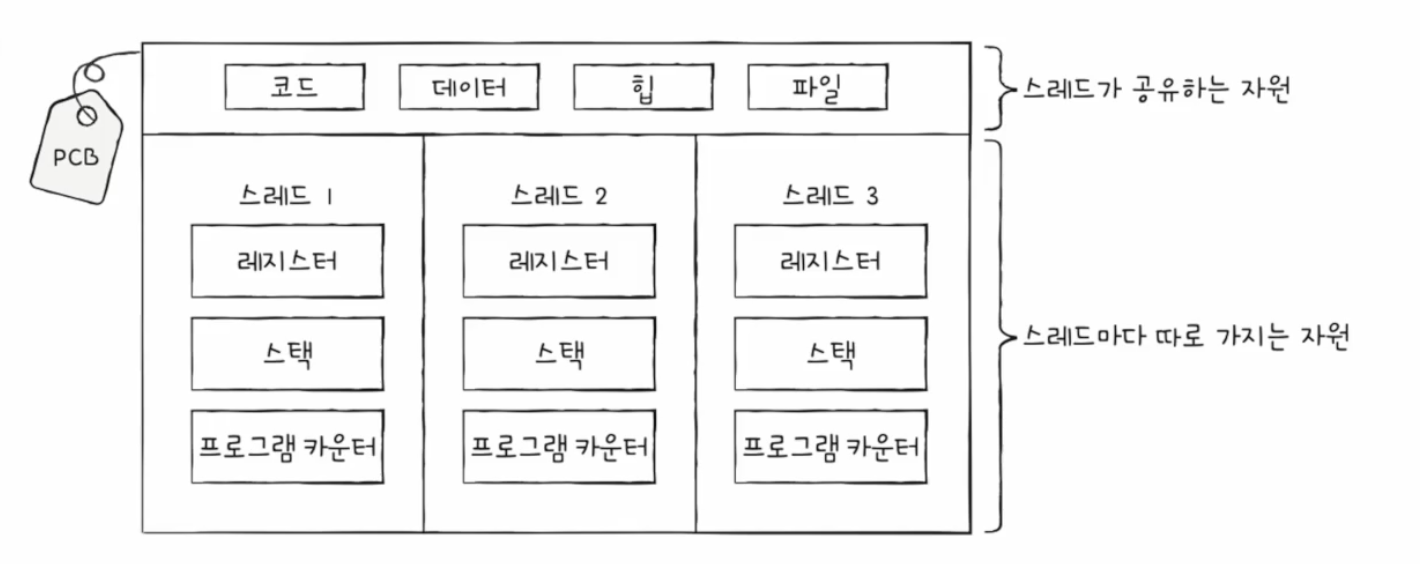 코드 데이터 힙 파일
스레드가 공유하는 자원
PCB
스레드 1 스레드 2 스레드 3
레지스터 레지스터 레지스터
스택 스택 스택
스레드마다 따로 가지는 자원
프로그램 카운터 프로그램 카운터 프로그램 카운터